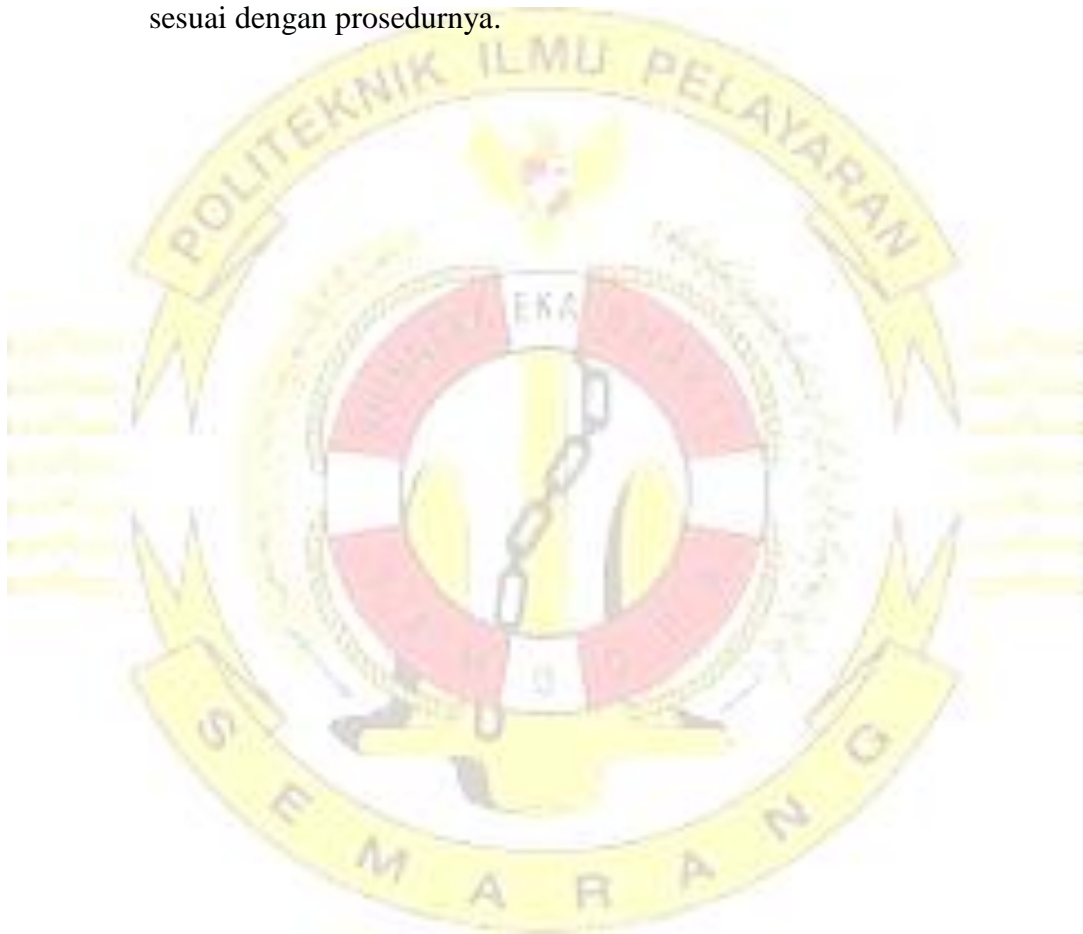 sesuai dengan prosedurnya.
POLITEKNIK ILMU PELAYARAN
EKA
SEMARANG